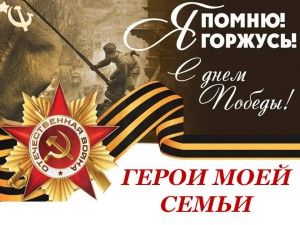 Я ПОМНЮ!
ГОРЖУСЬ!
С днем
Победы!
ОТЕЧЕСТВЕННАЯ ВОЙНА
ГЕРОИ МОЕЙ
СЕМЬИ